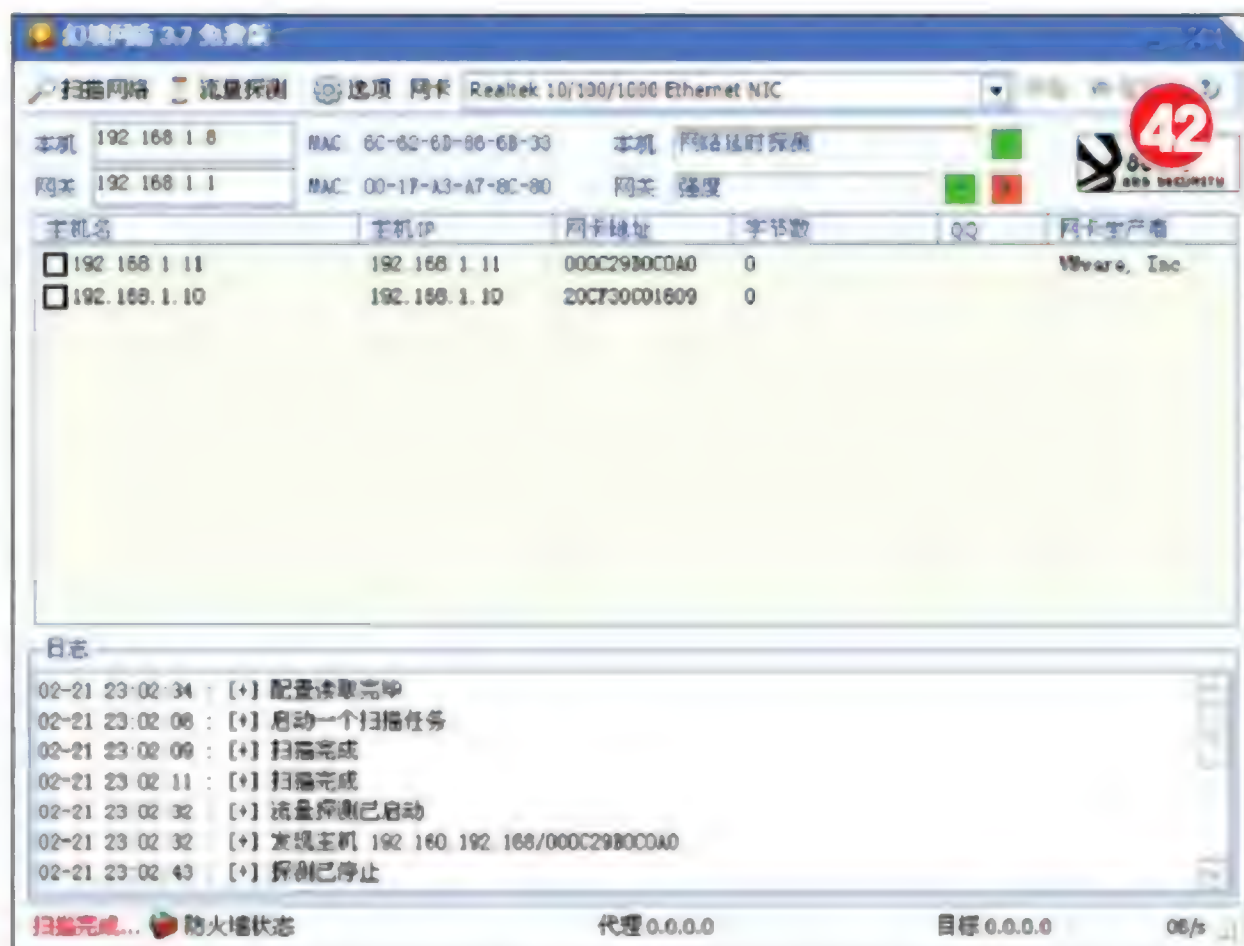 幻境网盾 3.7 免费版
扫描网络 流量探测 选项 网卡 Realtek 10/100/1000 Ethernet NIC
42
本机 192 168 1 8 MAC 6C-62-6D-86-6B-33 本机 网络延时探测
网关 192 168 1 1 MAC 00-1F-A3-A7-8C-80 网关 强度
SECURITY
主机名 主机IP 网卡地址 字节数 QQ 网卡生产商
192 168 1 11 192 168 1 11 000C29B0C0A0 0 VMware, Inc
192.168.1.10 192.168.1.10 20CF30C01609 0
日志
02-21 23:02:34 : [+] 配置读取完毕
02-21 23:02 08 : [+] 启动一个扫描任务
02-21 23:02 09 : [+] 扫描完成
02-21 23 02 11 : [+] 扫描完成
02-21 23 02 32 [+] 流量探测已启动
02-21 23 02 32 [+] 发现主机 192 160 192 168/000C29B0C0A0
02-21 23 02 43 [+] 探测已停止
扫描完成... 防火墙状态 代理 0.0.0.0 目标 0.0.0.0 0B/s